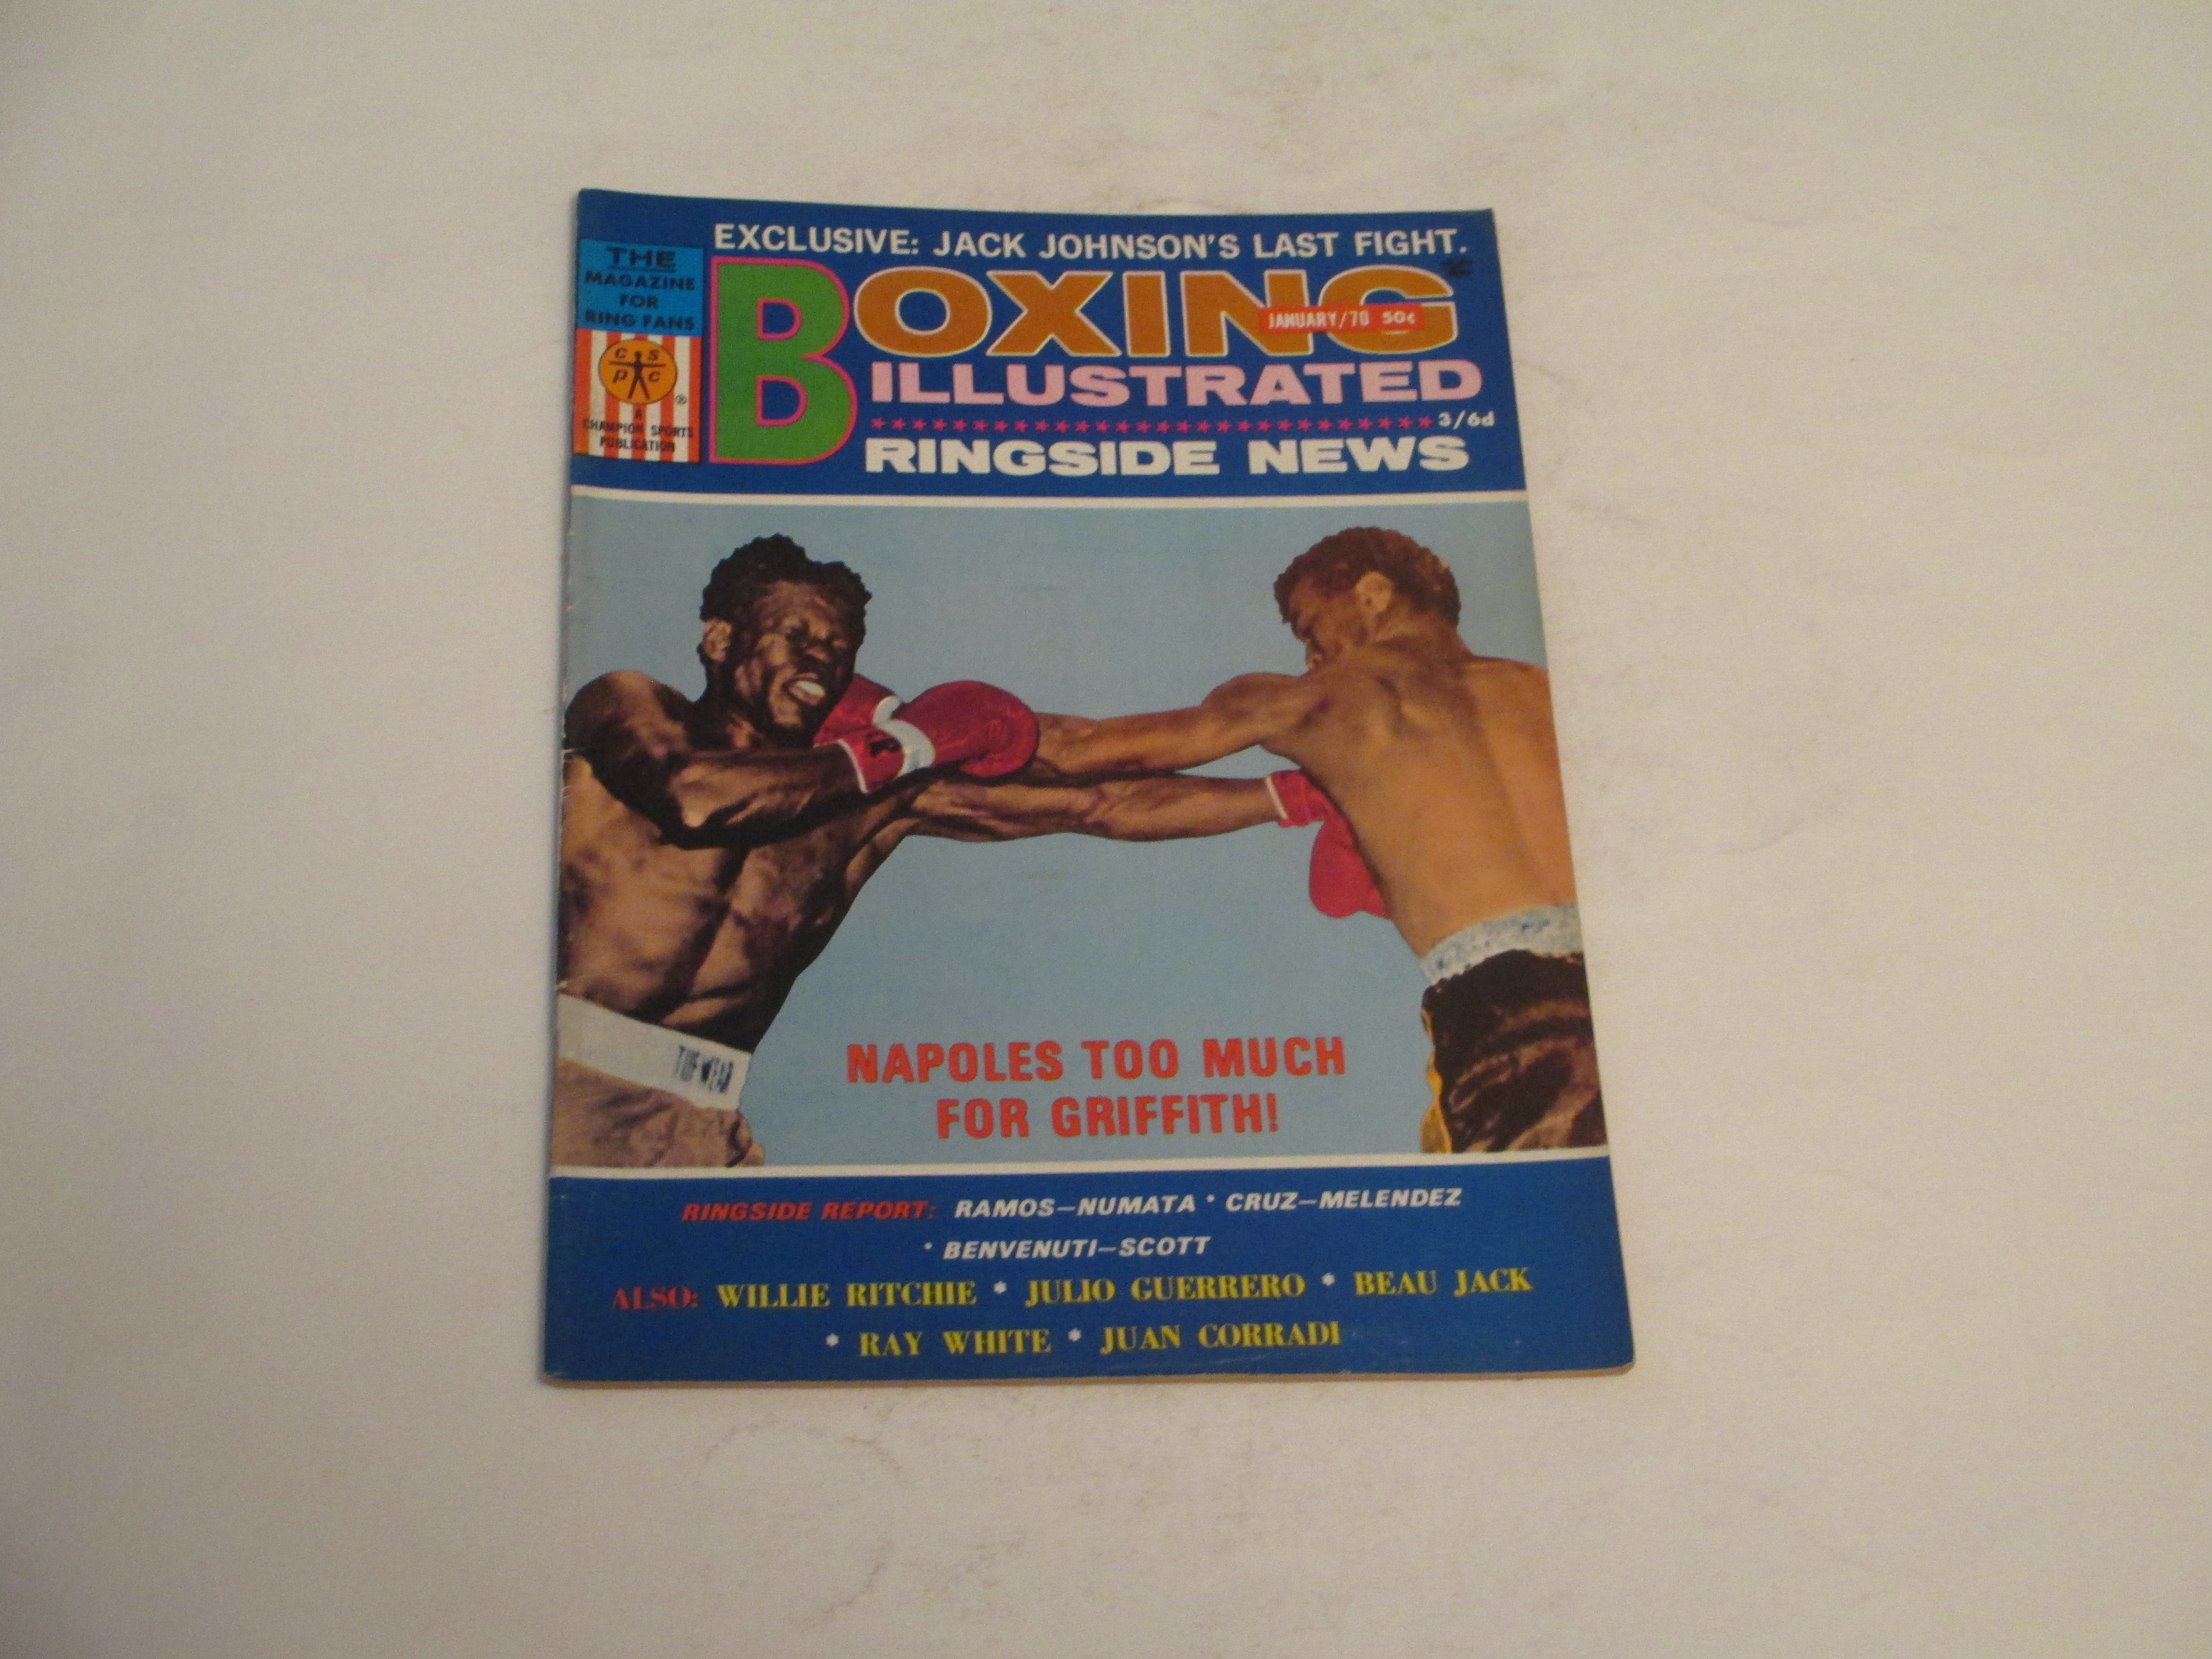 EXCLUSIVE: JACK JOHNSON'S LAST FIGHT.
THE
MAGAZINE
FOR
RING FANS
C S
P C
®
A
CHAMPION SPORTS
PUBLICATION
BOXING
JANUARY/70 50¢
ILLUSTRATED
3/6d
RINGSIDE NEWS
TUF-WEAR
NAPOLES TOO MUCH
FOR GRIFFITH!
RINGSIDE REPORT: RAMOS—NUMATA * CRUZ—MELENDEZ
* BENVENUTI—SCOTT
ALSO: WILLIE RITCHIE * JULIO GUERRERO * BEAU JACK
* RAY WHITE * JUAN CORRADI